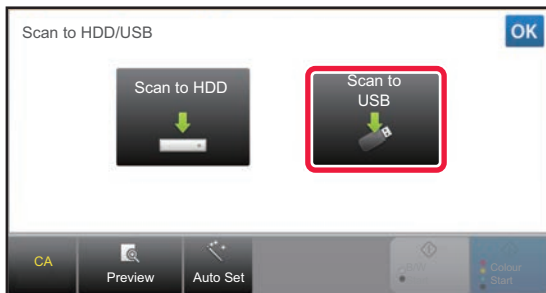 Scan to HDD/USB
OK
Scan to HDD
Scan to
USB
CA
Preview
Auto Set
B/W
Colour
Start